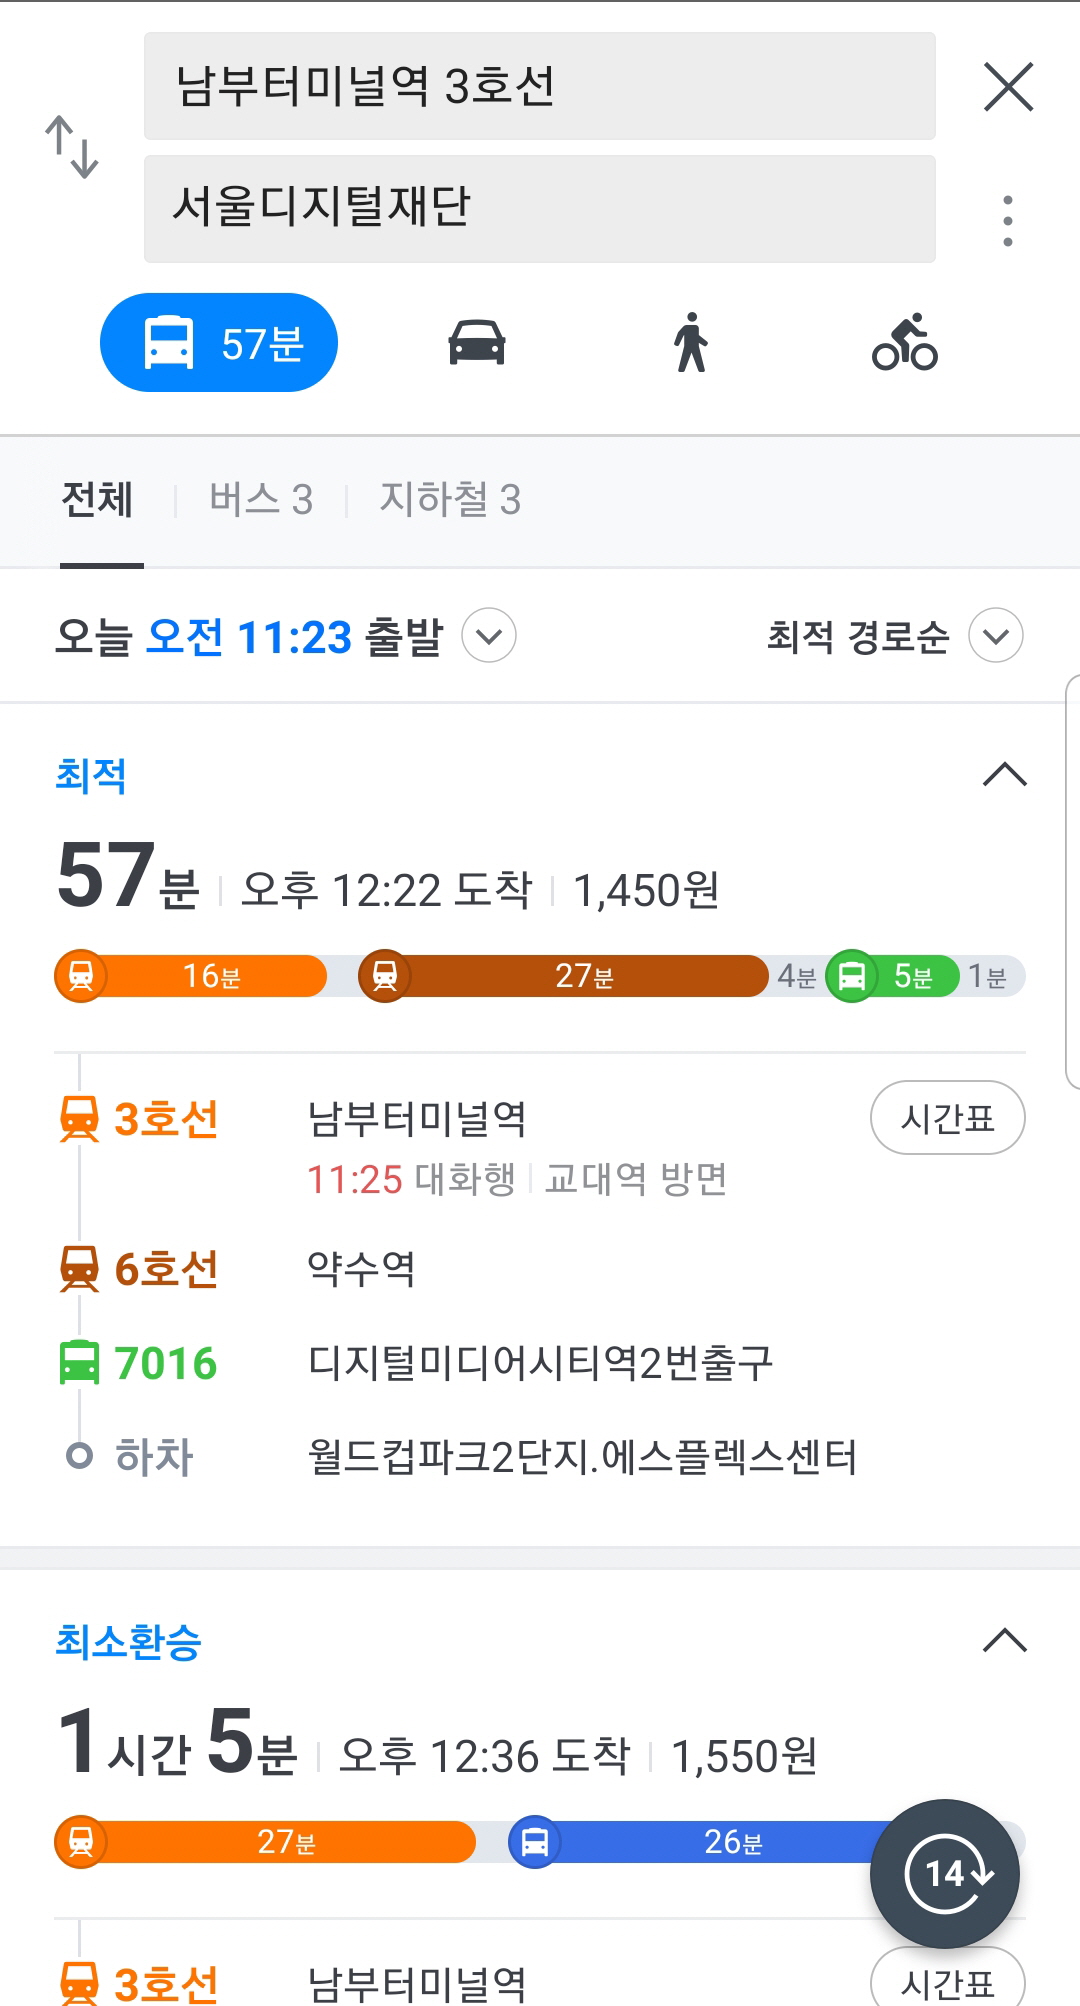 남부터미널역 3호선
서울디지털재단
57분
전체 버스 3 지하철 3
오늘 오전 11:23 출발 최적 경로순
최적
57분 오후 12:22 도착 1,450원
16분 27분 4분 5분 1분
3호선 남부터미널역 시간표
11:25 대화행 교대역 방면
6호선 약수역
7016 디지털미디어시티역2번출구
하차 월드컵파크2단지.에스플렉스센터
최소환승
1시간 5분 오후 12:36 도착 1,550원
27분 26분
14
3호선 남부터미널역 시간표